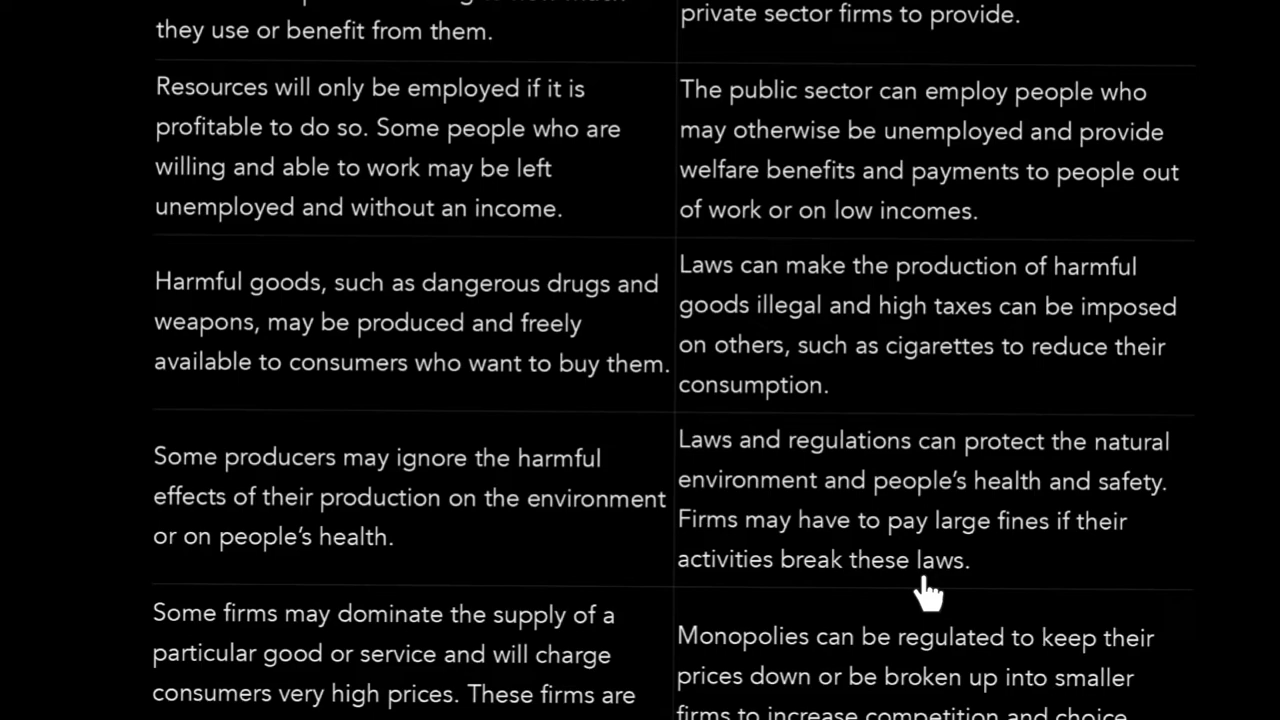 they use or benefit from them.
private sector firms to provide.
Resources will only be employed if it is
profitable to do so. Some people who are
willing and able to work may be left
unemployed and without an income.
The public sector can employ people who
may otherwise be unemployed and provide
welfare benefits and payments to people out
of work or on low incomes.
Harmful goods, such as dangerous drugs and
weapons, may be produced and freely
available to consumers who want to buy them.
Laws can make the production of harmful
goods illegal and high taxes can be imposed
on others, such as cigarettes to reduce their
consumption.
Some producers may ignore the harmful
effects of their production on the environment
or on people’s health.
Laws and regulations can protect the natural
environment and people’s health and safety.
Firms may have to pay large fines if their
activities break these laws.
Some firms may dominate the supply of a
particular good or service and will charge
consumers very high prices. These firms are
Monopolies can be regulated to keep their
prices down or be broken up into smaller
firms to increase competition and choice